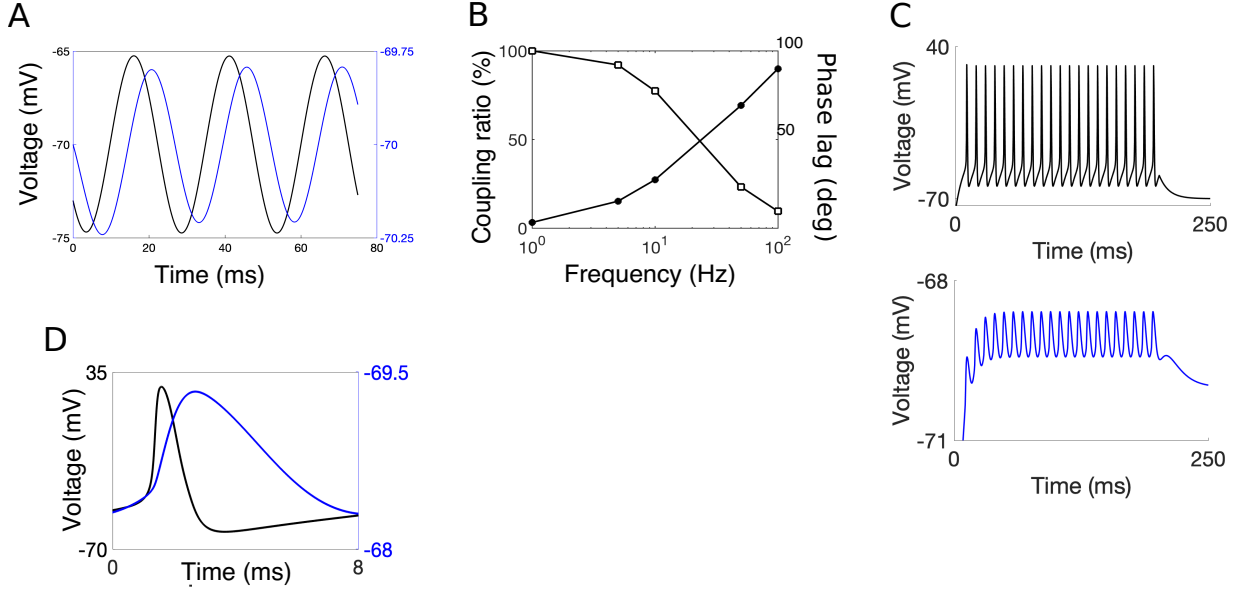 A
Voltage (mV)
-65
-70
-75
-69.75
-70
-70.25
0 20 40 60 80
Time (ms)
B
Coupling ratio (%)
100
50
0
100
50
Phase lag (deg)
10^0 10^1 10^2
Frequency (Hz)
C
Voltage (mV)
40
-70
250
Time (ms)
Voltage (mV)
-68
-71
0 250
Time (ms)
D
Voltage (mV)
35
-70
-69.5
-68
0 8
Time (ms)